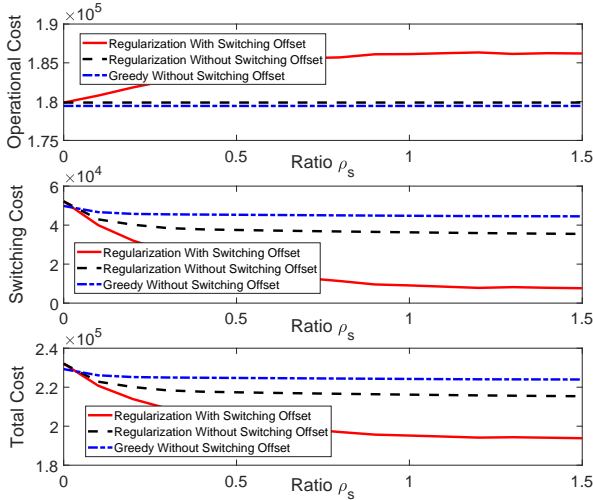 ×10^5
Operational Cost
1.9
1.85
1.8
1.75
Regularization With Switching Offset
Regularization Without Switching Offset
Greedy Without Switching Offset
0 0.5 1 1.5
Ratio ρ_s
×10^4
Switching Cost
6
4
2
0
Regularization With Switching Offset
Regularization Without Switching Offset
Greedy Without Switching Offset
0 0.5 1 1.5
Ratio ρ_s
×10^5
Total Cost
2.4
2.2
2
1.8
Regularization With Switching Offset
Regularization Without Switching Offset
Greedy Without Switching Offset
0 0.5 1 1.5
Ratio ρ_s